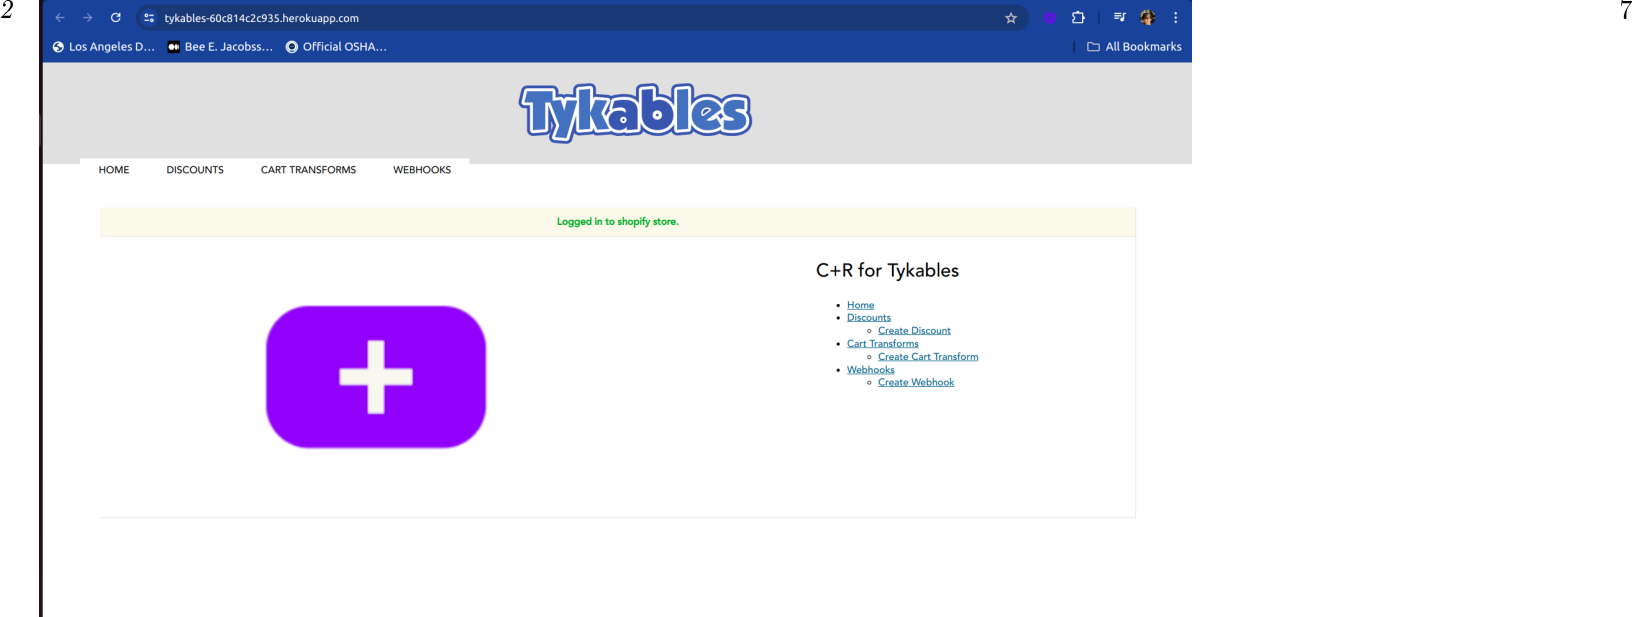 2
7
tykables-60c814c2c935.herokuapp.com
Los Angeles D... Bee E. Jacobss... Official OSHA... All Bookmarks
Tykables
HOME DISCOUNTS CART TRANSFORMS WEBHOOKS
Logged in to shopify store.
C+R for Tykables
Home
Discounts
Create Discount
Cart Transforms
Create Cart Transform
Webhooks
Create Webhook